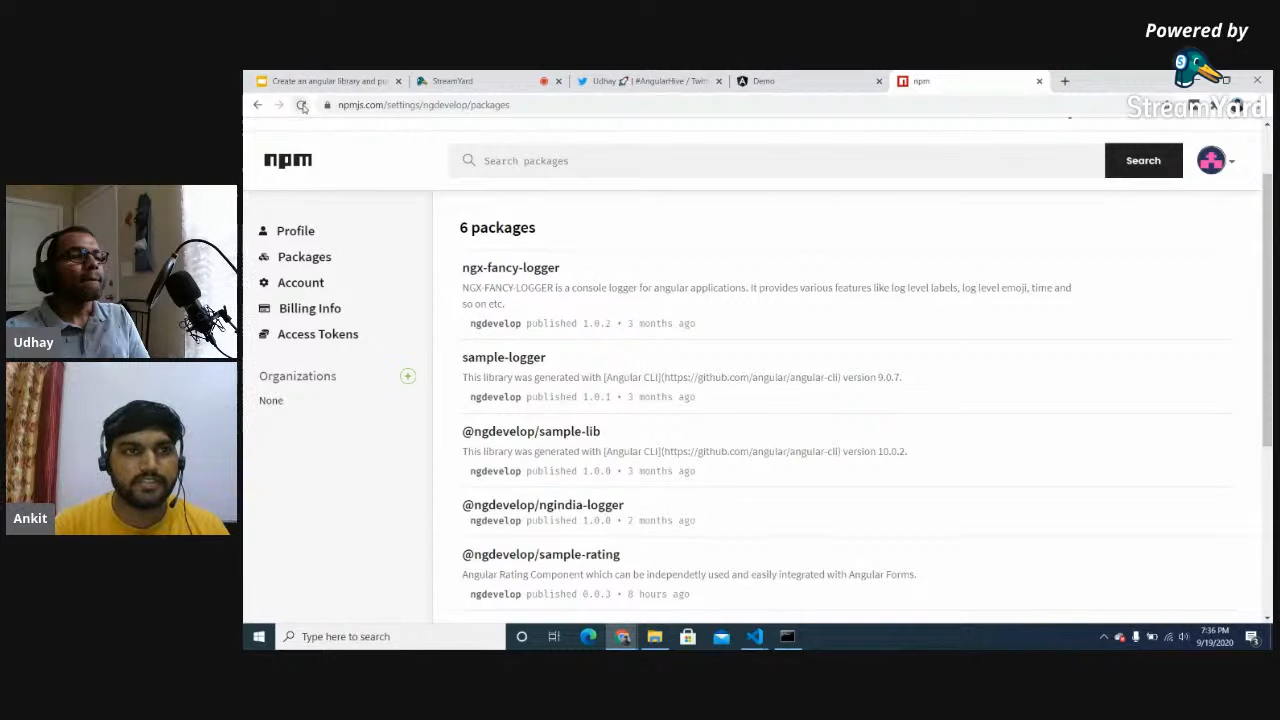 Powered by
StreamYard
Create an angular library and pu
StreamYard
Udhay 🚀 | #AngularHive / Twitt
Demo
npm
npmjs.com/settings/ngdevelop/packages
npm
Search packages
Search
Profile
Packages
Account
Billing Info
Access Tokens
Organizations
None
6 packages
ngx-fancy-logger
NGX-FANCY-LOGGER is a console logger for angular applications. It provides various features like log level labels, log level emoji, time and
so on etc.
ngdevelop published 1.0.2 • 3 months ago
sample-logger
This library was generated with [Angular CLI](https://github.com/angular/angular-cli) version 9.0.7.
ngdevelop published 1.0.1 • 3 months ago
@ngdevelop/sample-lib
This library was generated with [Angular CLI](https://github.com/angular/angular-cli) version 10.0.2.
ngdevelop published 1.0.0 • 3 months ago
@ngdevelop/ngindia-logger
ngdevelop published 1.0.0 • 2 months ago
@ngdevelop/sample-rating
Angular Rating Component which can be independetly used and easily integrated with Angular Forms.
ngdevelop published 0.0.3 • 8 hours ago
Udhay
Ankit
Type here to search
7:36 PM
9/19/2020
3